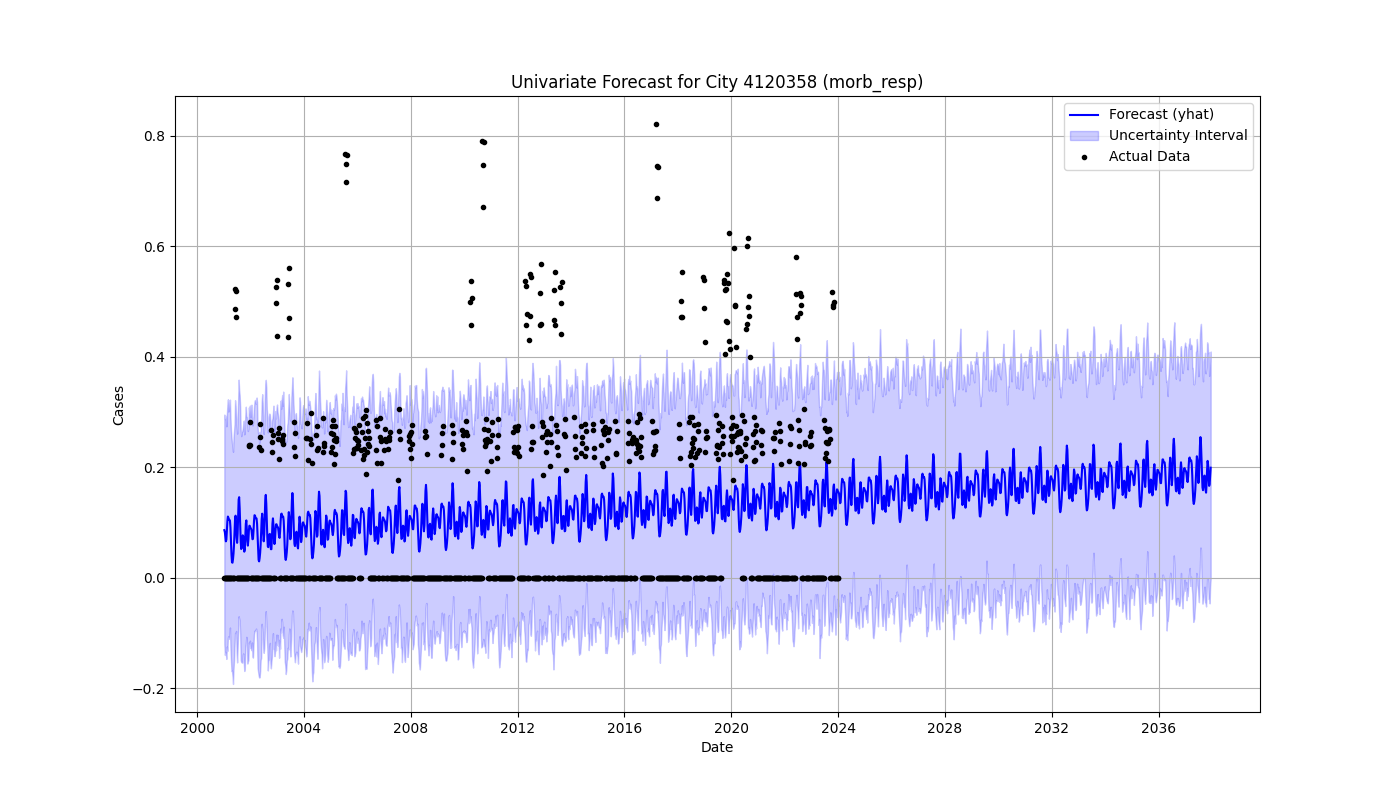 Univariate Forecast for City 4120358 (morb_resp)
Forecast (yhat)
Uncertainty Interval
Actual Data
Cases
0.8
0.6
0.4
0.2
0.0
−0.2
2000 2004 2008 2012 2016 2020 2024 2028 2032 2036
Date